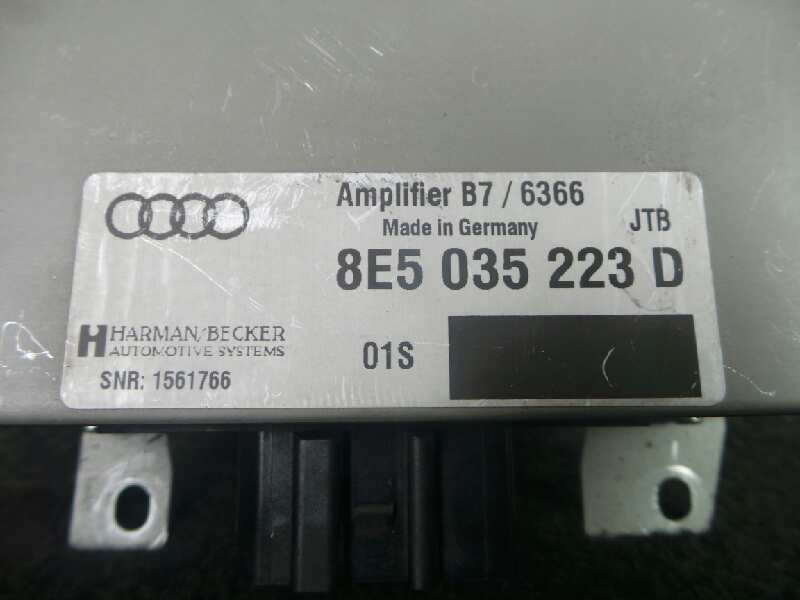 Amplifier B7 / 6366
Made in Germany
JTB
8E5 035 223 D
HARMAN/BECKER
AUTOMOTIVE SYSTEMS
01S
SNR: 1561766